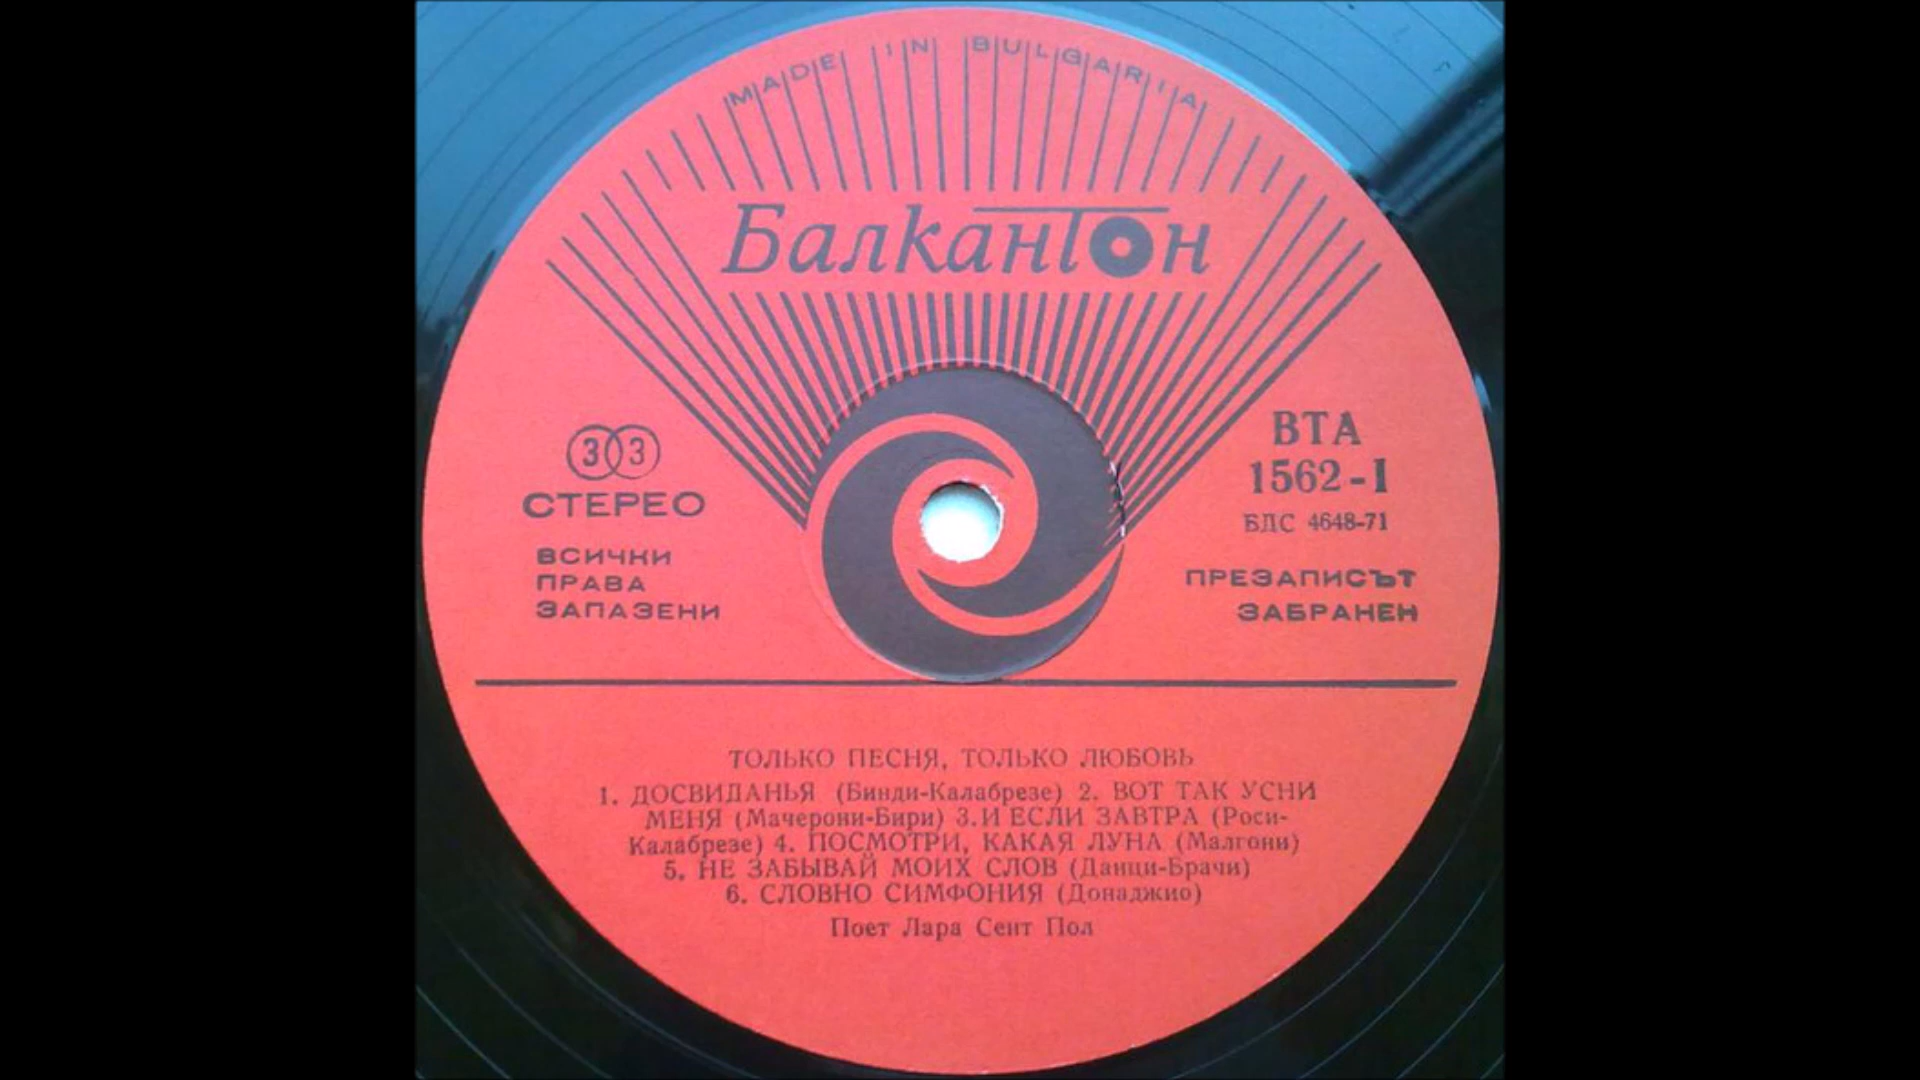 MADE IN BULGARIA
Балкантон
33
СТЕРЕО
ВСИЧКИ
ПРАВА
ЗАПАЗЕНИ
ВТА
1562-1
БДС 4648-71
ПРЕЗАПИСЪТ
ЗАБРАНЕН
ТОЛЬКО ПЕСНЯ, ТОЛЬКО ЛЮБОВЬ
1. ДОСВИДАНЬЯ (Бинди-Калабрезе) 2. ВОТ ТАК УСНИ
МЕНЯ (Мачерони-Бири) 3.И ЕСЛИ ЗАВТРА (Роси-
Калабрезе) 4. ПОСМОТРИ, КАКАЯ ЛУНА (Малгони)
5. НЕ ЗАБЫВАЙ МОИХ СЛОВ (Данци-Брачи)
6. СЛОВНО СИМФОНИЯ (Донаджио)
Поет Лара Сент Пол